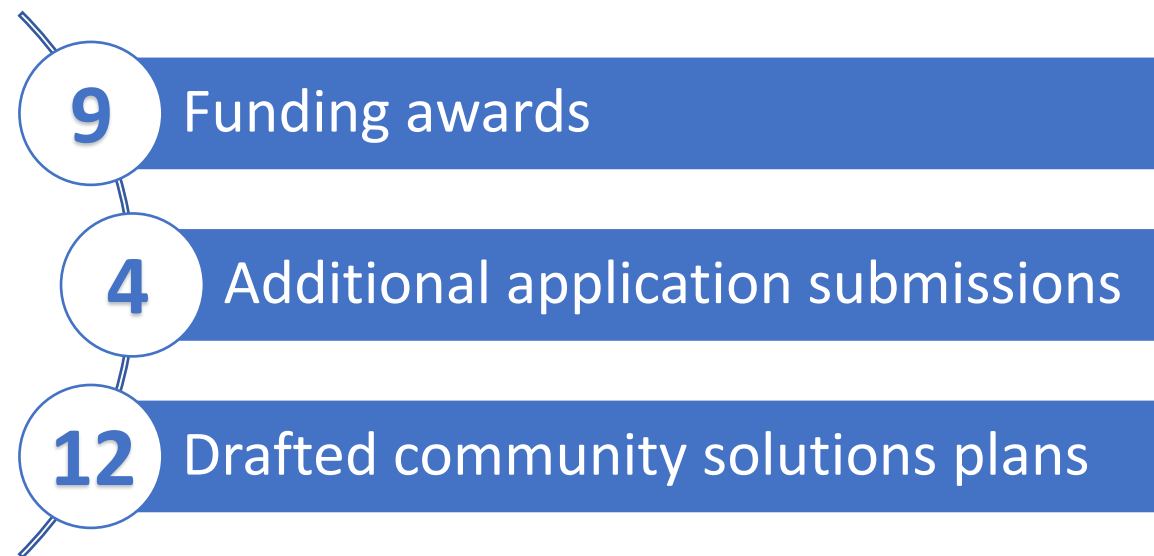 9 Funding awards
4 Additional application submissions
12 Drafted community solutions plans